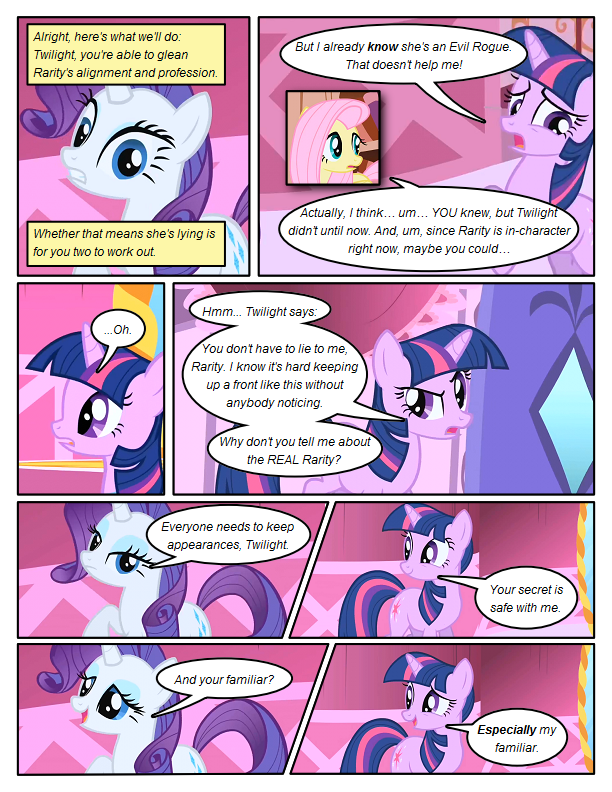 Alright, here's what we'll do:
Twilight, you're able to glean
Rarity's alignment and profession.
Whether that means she's lying is
for you two to work out.
But I already know she's an Evil Rogue.
That doesn't help me!
Actually, I think… um… YOU knew, but Twilight
didn't until now. And, um, since Rarity is in-character
right now, maybe you could…
...Oh.
Hmm... Twilight says:
You don't have to lie to me,
Rarity. I know it's hard keeping
up a front like this without
anybody noticing.
Why don't you tell me about
the REAL Rarity?
Everyone needs to keep
appearances, Twilight.
Your secret is
safe with me.
And your familiar?
Especially my
familiar.